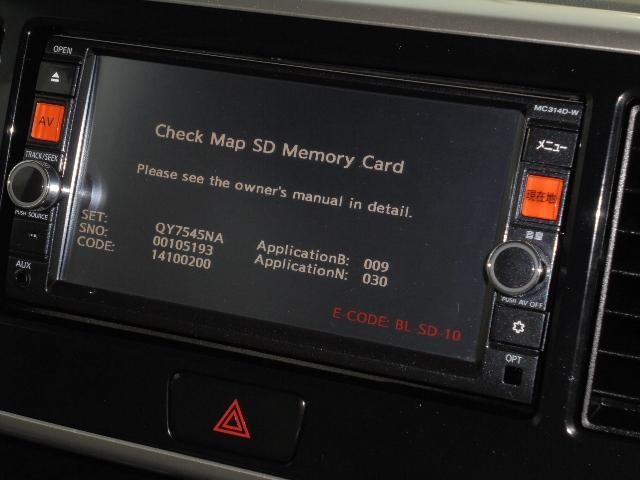 OPEN
MC314D-W
AV
メニュー
TRACK/SEEK
現在地
PUSH SOURCE
音量
AUX
PUSH AV OFF
OPT
Check Map SD Memory Card
Please see the owner's manual in detail.
SET: QY7545NA ApplicationB: 009
SNO: 00105193 ApplicationN: 030
CODE: 14100200
E-CODE: BL-SD-10